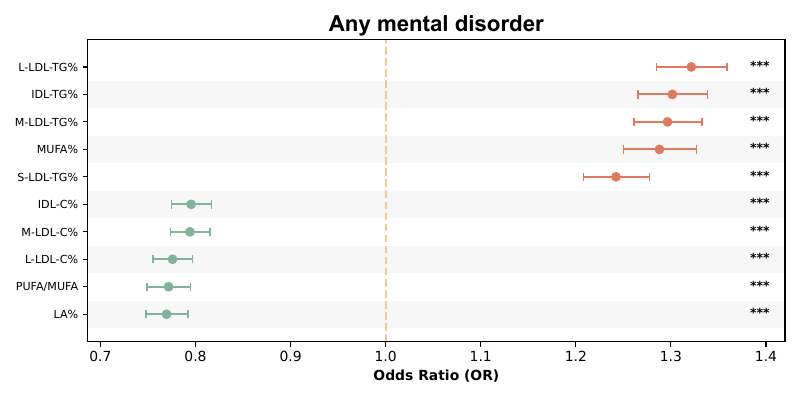 Any mental disorder
L-LDL-TG% ***
IDL-TG% ***
M-LDL-TG% ***
MUFA% ***
S-LDL-TG% ***
IDL-C% ***
M-LDL-C% ***
L-LDL-C% ***
PUFA/MUFA ***
LA% ***
0.7 0.8 0.9 1.0 1.1 1.2 1.3 1.4
Odds Ratio (OR)